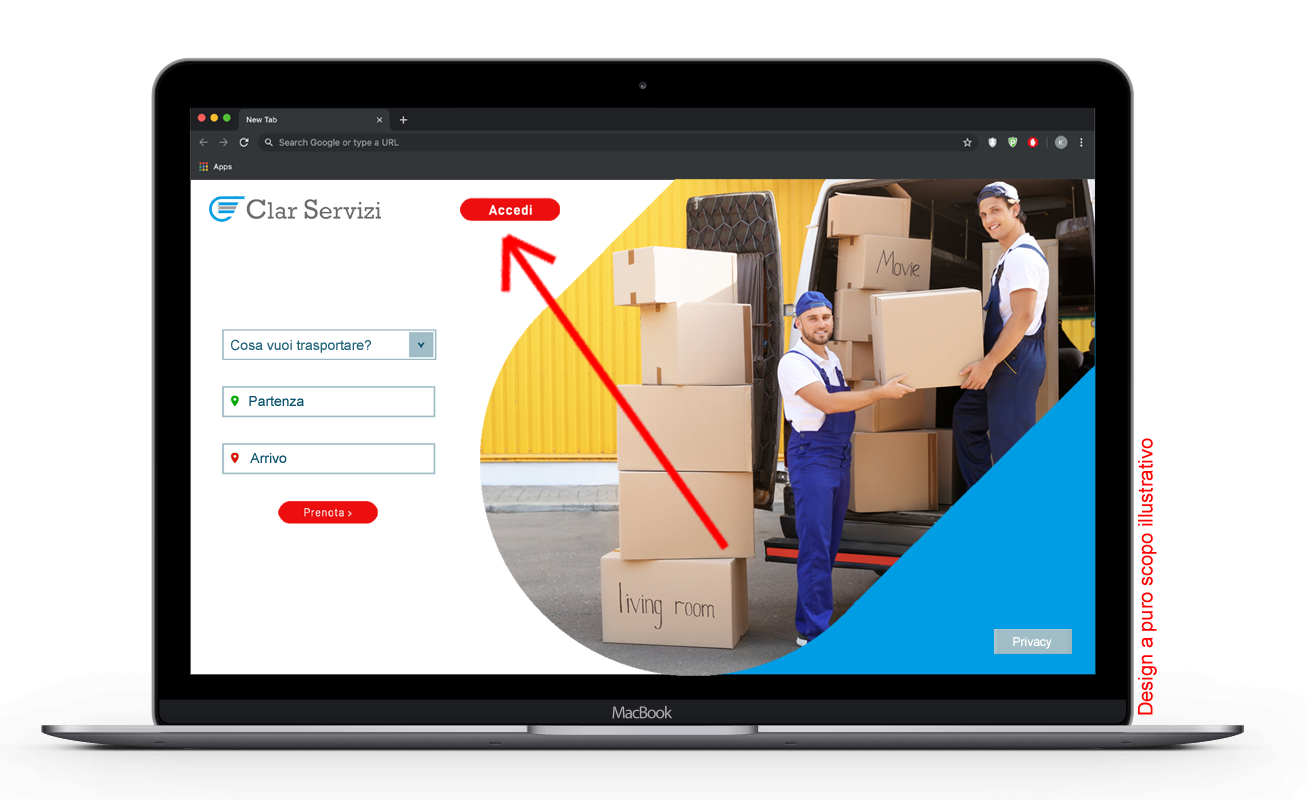 New Tab
Search Google or type a URL
K
Apps
Clar Servizi
Accedi
Movie
Cosa vuoi trasportare?
Partenza
Arrivo
Prenota >
living room
Privacy
MacBook
Design a puro scopo illustrativo